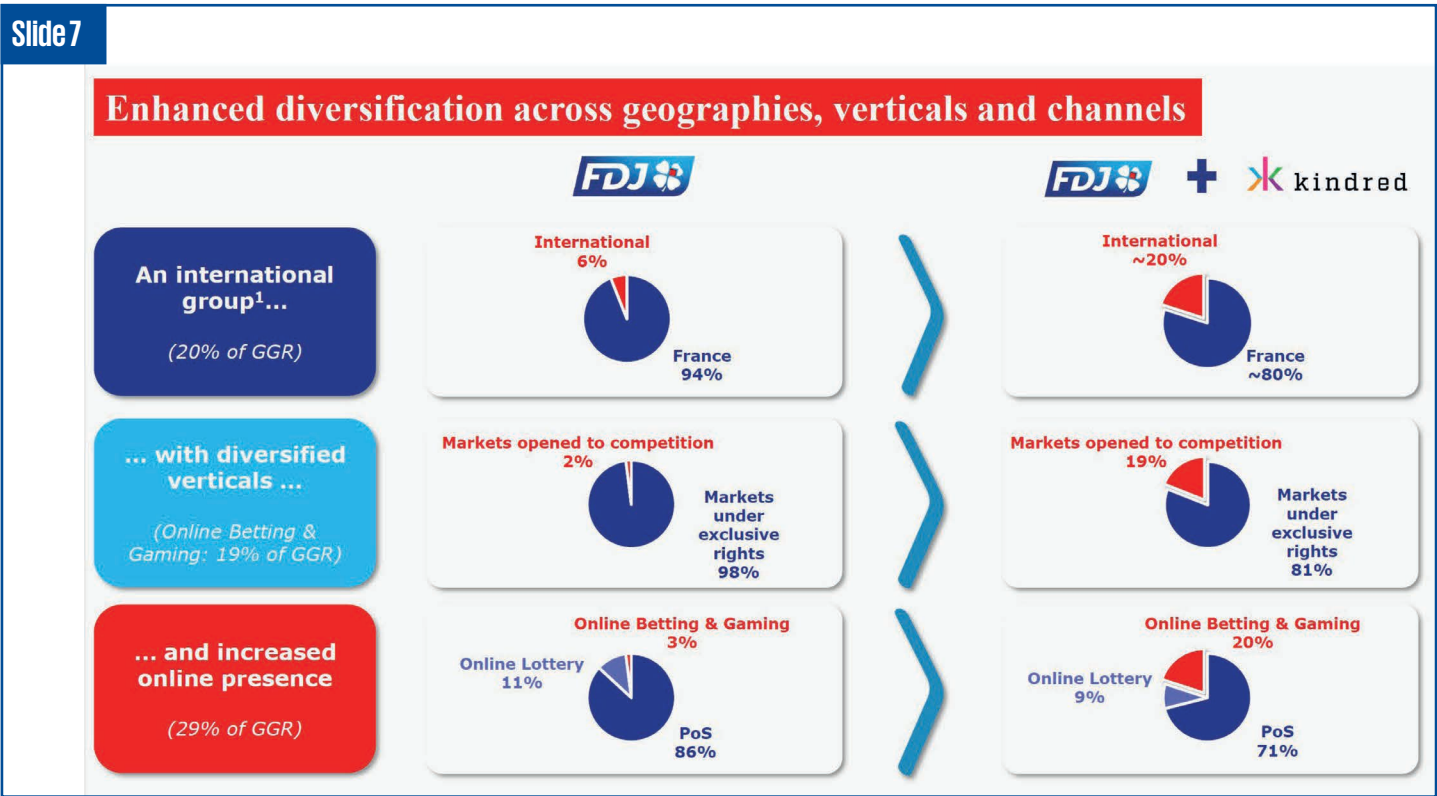 Slide 7
Enhanced diversification across geographies, verticals and channels
FDJ
FDJ + kindred
An international
group¹...
(20% of GGR)
International
6%
France
94%
International
~20%
France
~80%
... with diversified
verticals ...
(Online Betting &
Gaming: 19% of GGR)
Markets opened to competition
2%
Markets
under
exclusive
rights
98%
Markets opened to competition
19%
Markets
under
exclusive
rights
81%
... and increased
online presence
(29% of GGR)
Online Betting & Gaming
3%
Online Lottery
11%
PoS
86%
Online Betting & Gaming
20%
Online Lottery
9%
PoS
71%